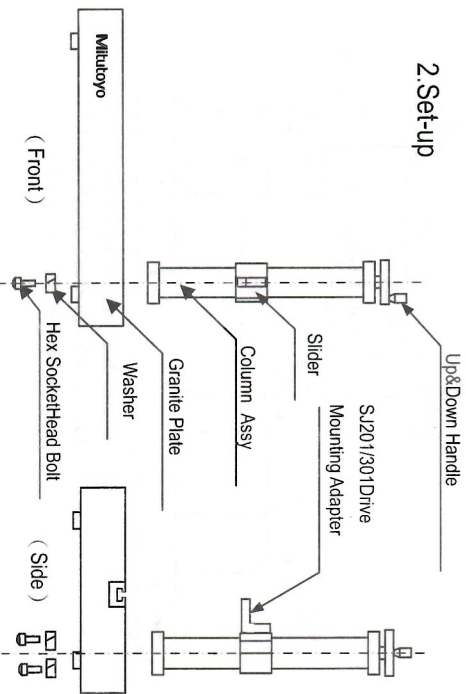 2.Set-up
Up&Down Handle
Slider
Column Assy
Granite Plate
Washer
Hex SocketHead Bolt
SJ201/301Drive
Mounting Adapter
Mitutoyo
( Front )
( Side )